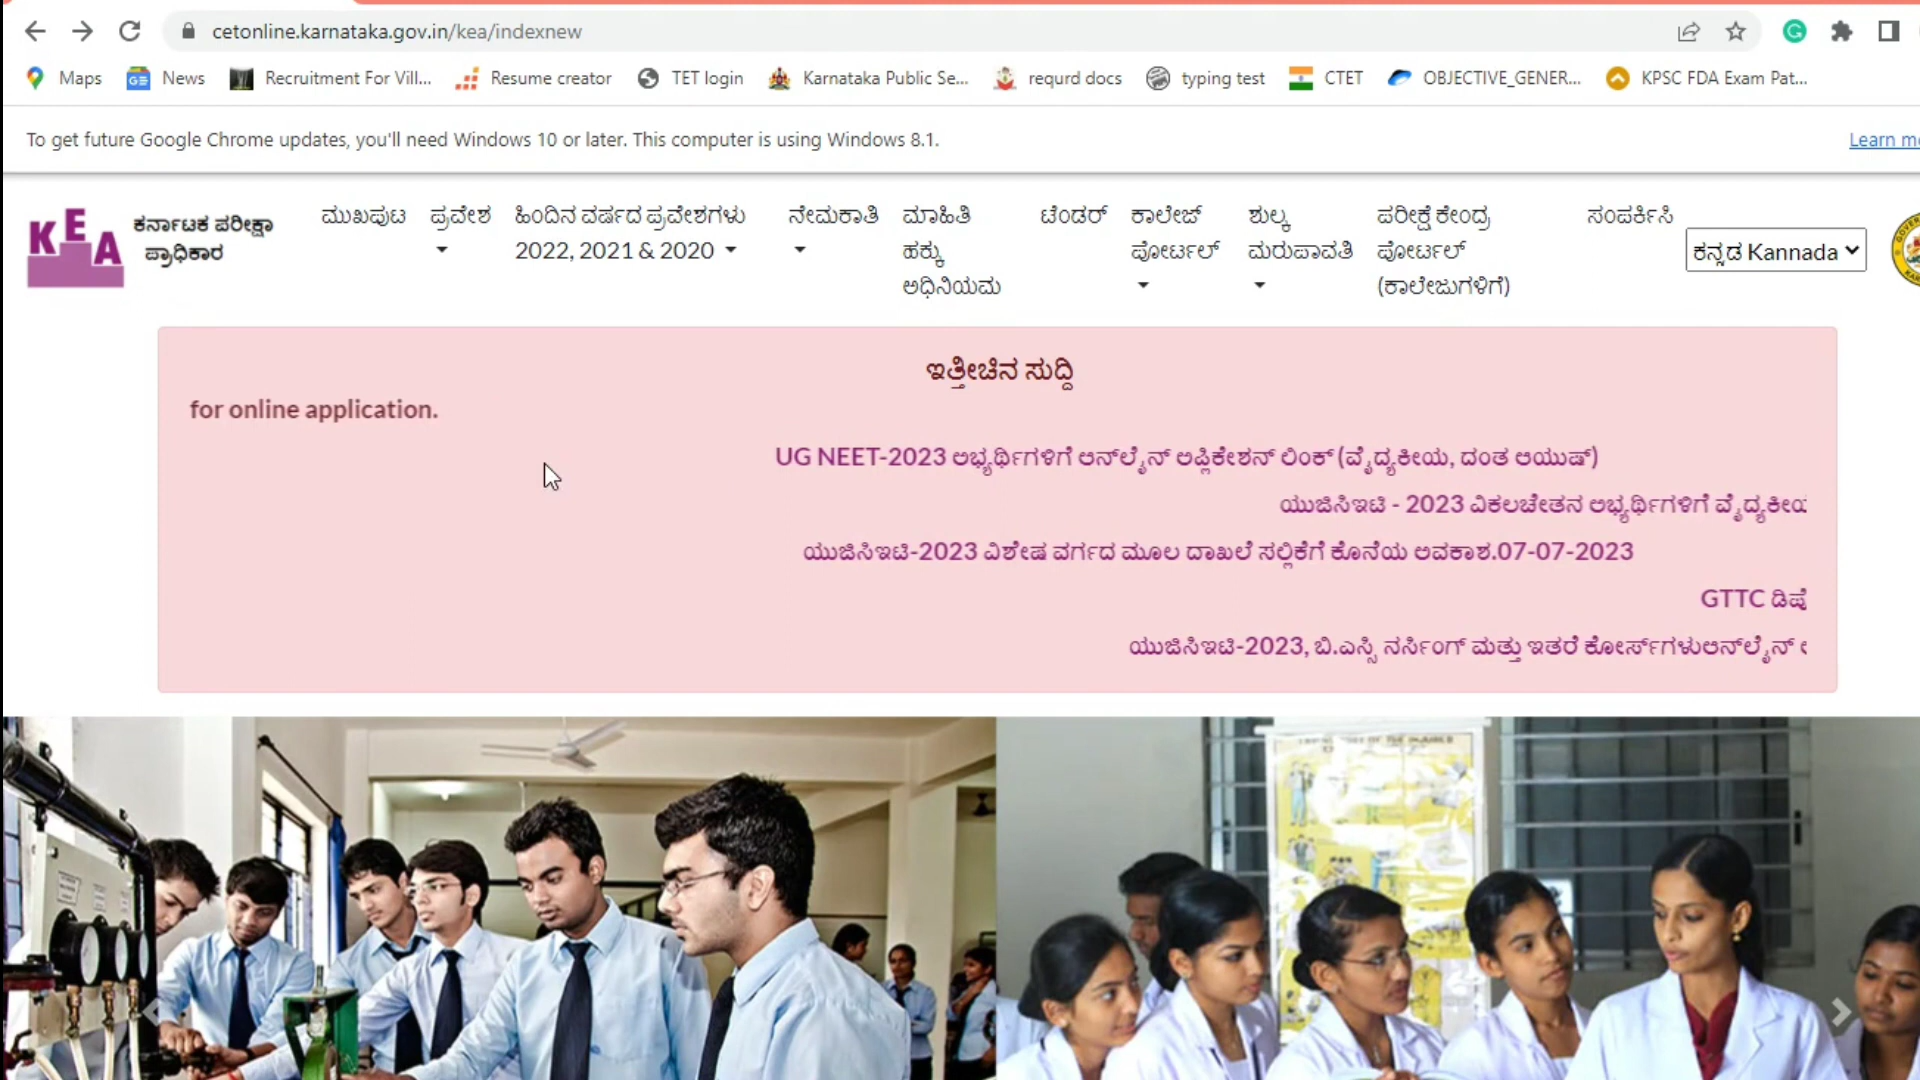 cetonline.karnataka.gov.in/kea/indexnew
Maps News Recruitment For Vill... Resume creator TET login Karnataka Public Se... requrd docs typing test CTET OBJECTIVE_GENER... KPSC FDA Exam Pat...
To get future Google Chrome updates, you'll need Windows 10 or later. This computer is using Windows 8.1.
Learn
KEA
ಕರ್ನಾಟಕ ಪರೀಕ್ಷಾ
ಪ್ರಾಧಿಕಾರ
ಮುಖಪುಟ
ಪ್ರವೇಶ
ಹಿಂದಿನ ವರ್ಷದ ಪ್ರವೇಶಗಳು
2022, 2021 & 2020
ನೇಮಕಾತಿ
ಮಾಹಿತಿ
ಹಕ್ಕು
ಅಧಿನಿಯಮ
ಟೆಂಡರ್
ಕಾಲೇಜ್
ಪೋರ್ಟಲ್
ಶುಲ್ಕ
ಮರುಪಾವತಿ
ಪರೀಕ್ಷೆ ಕೇಂದ್ರ
ಪೋರ್ಟಲ್
(ಕಾಲೇಜುಗಳಿಗೆ)
ಸಂಪರ್ಕಿಸಿ
ಕನ್ನಡ Kannada
ಇತ್ತೀಚಿನ ಸುದ್ದಿ
for online application.
UG NEET-2023 ಅಭ್ಯರ್ಥಿಗಳಿಗೆ ಆನ್‌ಲೈನ್ ಅಪ್ಲಿಕೇಶನ್ ಲಿಂಕ್ (ವೈದ್ಯಕೀಯ, ದಂತ ಆಯುಷ್)
ಯುಜಿಸಿಇಟಿ - 2023 ವಿಕಲಚೇತನ ಅಭ್ಯರ್ಥಿಗಳಿಗೆ
ಯುಜಿಸಿಇಟಿ-2023 ವಿಶೇಷ ವರ್ಗದ ಮೂಲ ದಾಖಲೆ ಸಲ್ಲಿಕೆಗೆ ಕೊನೆಯ ಅವಕಾಶ.07-07-2023
GTTC
ಯುಜಿಸಿಇಟಿ-2023, ಬಿ.ಎಸ್ಸಿ ನರ್ಸಿಂಗ್ ಮತ್ತು ಇತರೆ ಕೋರ್ಸ್‌ಗಳುಆನ್‌ಲೈನ್